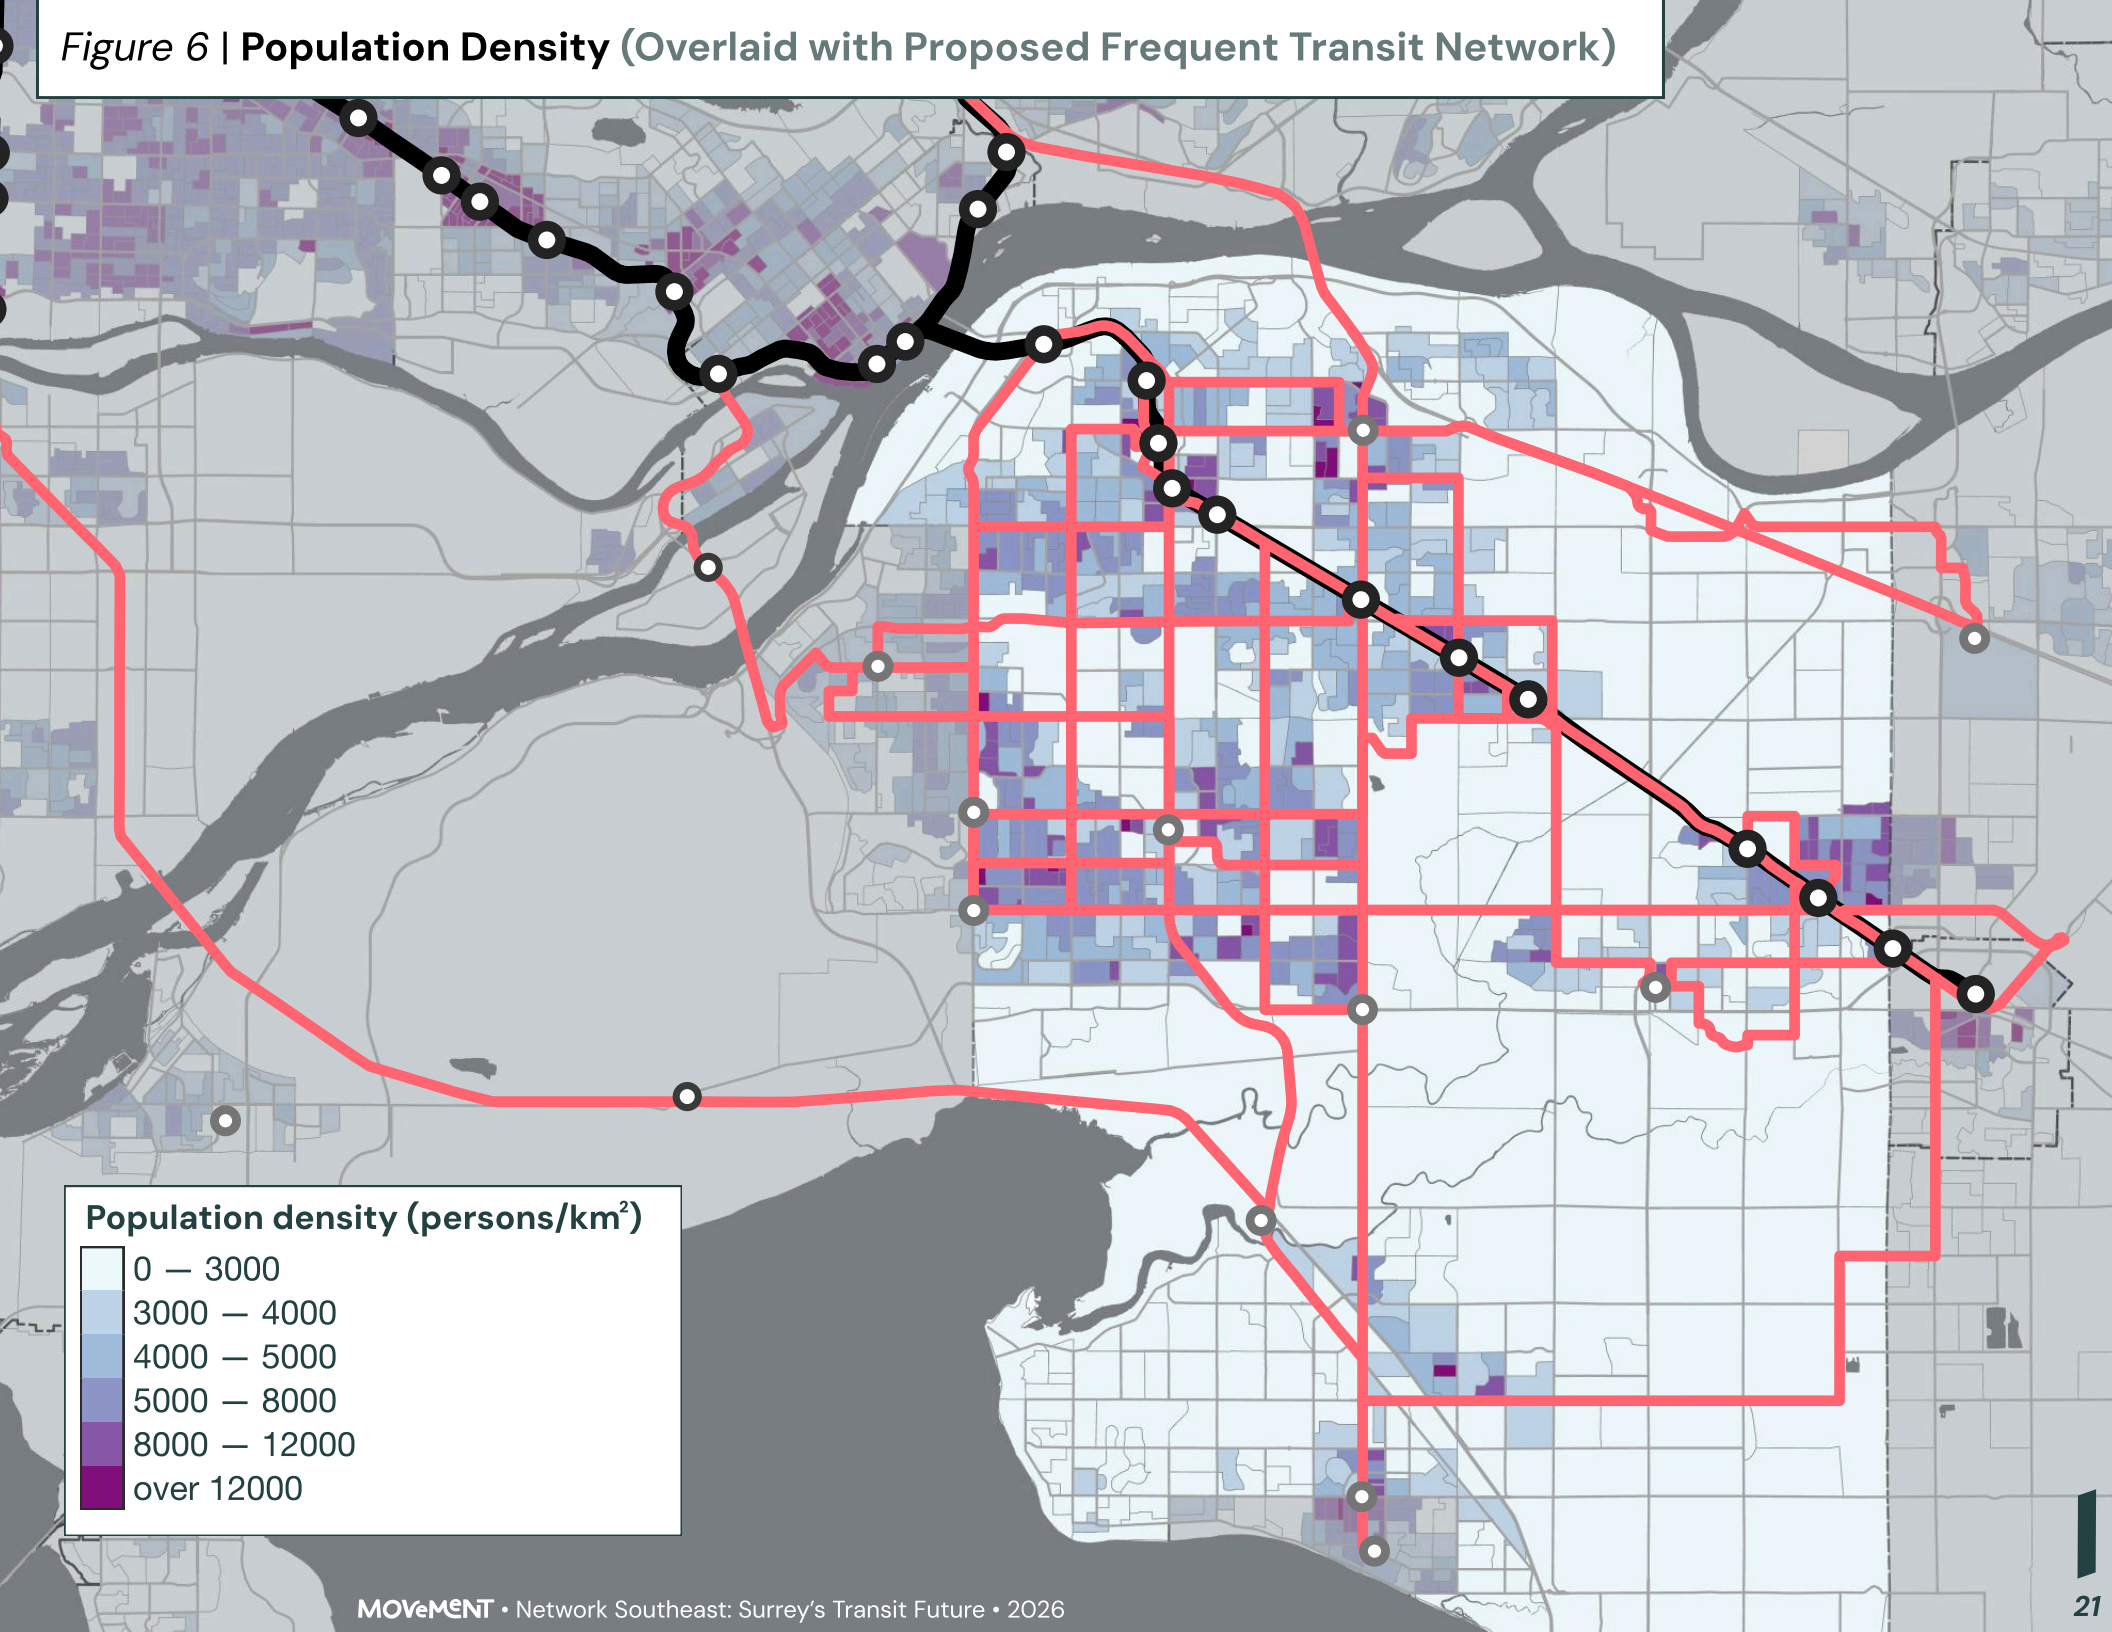 Figure 6 | Population Density (Overlaid with Proposed Frequent Transit Network)
Population density (persons/km²)
0 — 3000
3000 — 4000
4000 — 5000
5000 — 8000
8000 — 12000
over 12000
MOVeMENT • Network Southeast: Surrey's Transit Future • 2026
21